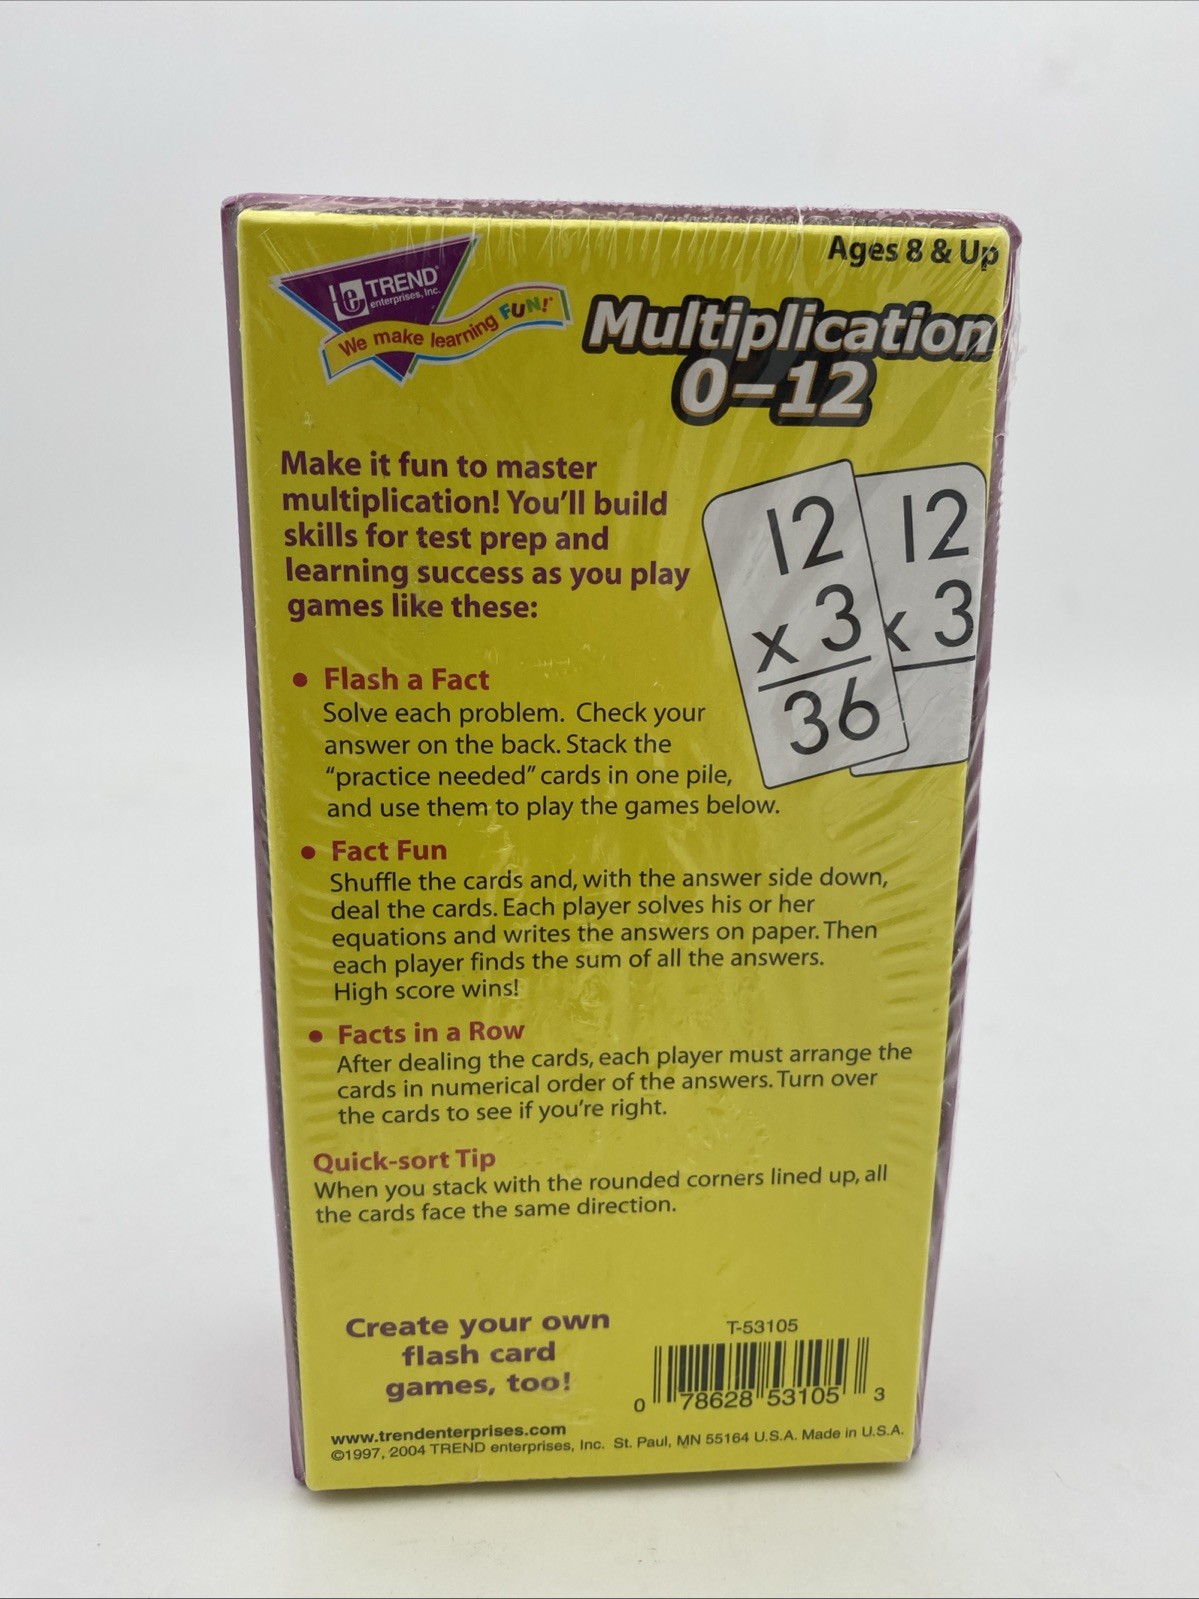 Ages 8 & Up
TREND
enterprises, Inc.
We make learning FUN!
Multiplication
0–12
Make it fun to master
multiplication! You'll build
skills for test prep and
learning success as you play
games like these:
12
x 3
36
12
x 3
• Flash a Fact
Solve each problem. Check your
answer on the back. Stack the
"practice needed" cards in one pile,
and use them to play the games below.
• Fact Fun
Shuffle the cards and, with the answer side down,
deal the cards. Each player solves his or her
equations and writes the answers on paper. Then
each player finds the sum of all the answers.
High score wins!
• Facts in a Row
After dealing the cards, each player must arrange the
cards in numerical order of the answers. Turn over
the cards to see if you're right.
Quick-sort Tip
When you stack with the rounded corners lined up, all
the cards face the same direction.
Create your own
flash card
games, too!
T-53105
0 78628 53105 3
www.trendenterprises.com
©1997, 2004 TREND enterprises, Inc. St. Paul, MN 55164 U.S.A. Made in U.S.A.